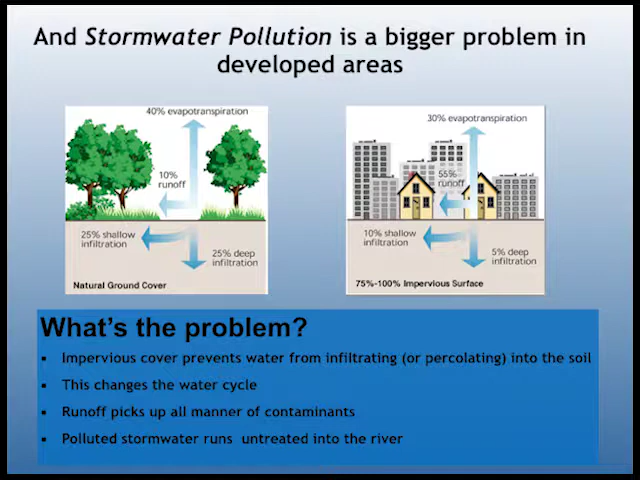 And Stormwater Pollution is a bigger problem in
developed areas
40% evapotranspiration
10%
runoff
25% shallow
infiltration
25% deep
infiltration
Natural Ground Cover
30% evapotranspiration
55%
runoff
10% shallow
infiltration
5% deep
infiltration
75%-100% Impervious Surface
What's the problem?
▪ Impervious cover prevents water from infiltrating (or percolating) into the soil
▪ This changes the water cycle
▪ Runoff picks up all manner of contaminants
▪ Polluted stormwater runs untreated into the river